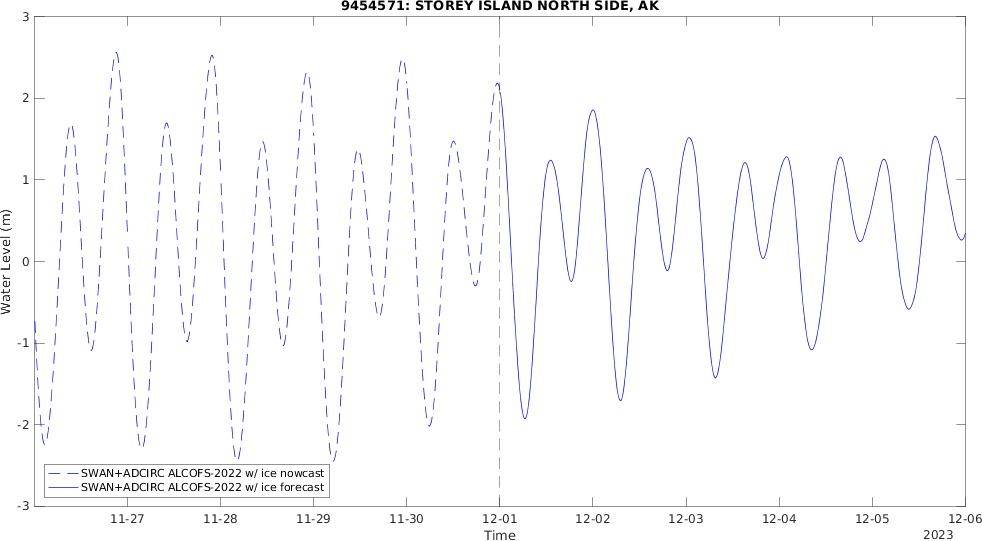 9454571: STOREY ISLAND NORTH SIDE, AK
3
2
1
0
-1
-2
-3
Water Level (m)
SWAN+ADCIRC ALCOFS-2022 w/ ice nowcast
SWAN+ADCIRC ALCOFS-2022 w/ ice forecast
11-27 11-28 11-29 11-30 12-01 12-02 12-03 12-04 12-05 12-06
Time
2023